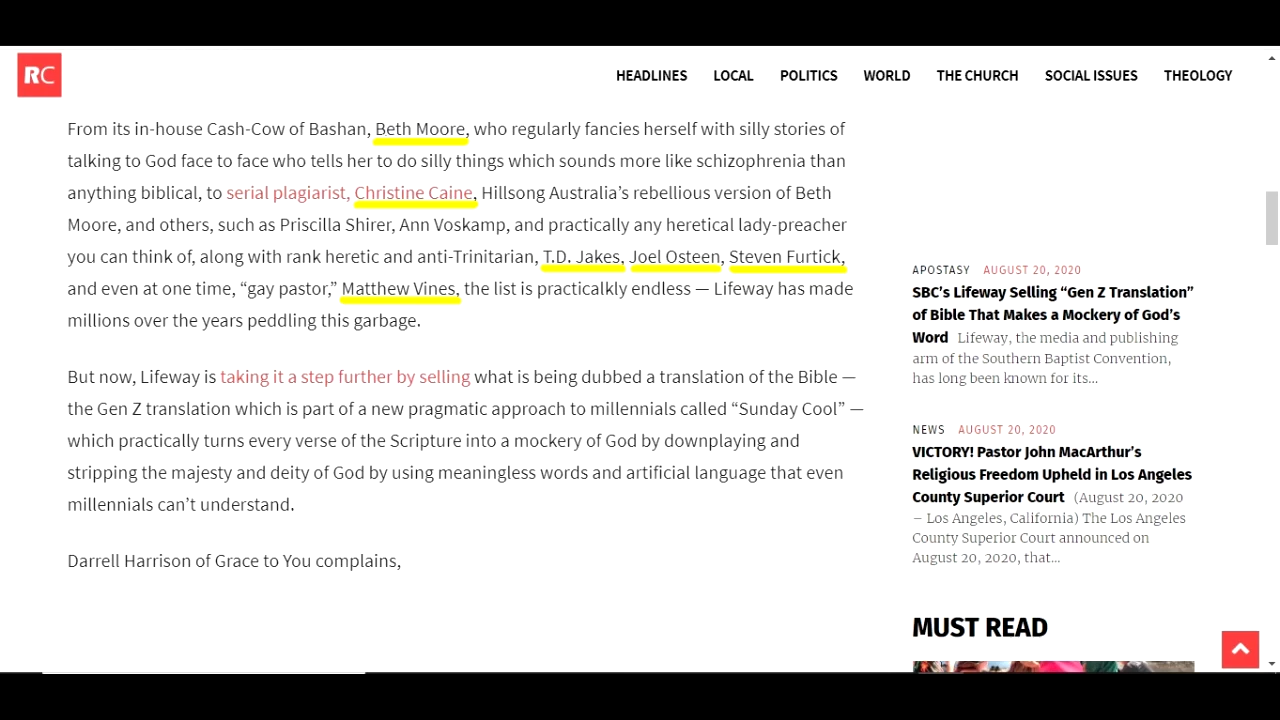 RC
HEADLINES LOCAL POLITICS WORLD THE CHURCH SOCIAL ISSUES THEOLOGY
From its in-house Cash-Cow of Bashan, Beth Moore, who regularly fancies herself with silly stories of
talking to God face to face who tells her to do silly things which sounds more like schizophrenia than
anything biblical, to serial plagiarist, Christine Caine, Hillsong Australia’s rebellious version of Beth
Moore, and others, such as Priscilla Shirer, Ann Voskamp, and practically any heretical lady-preacher
you can think of, along with rank heretic and anti-Trinitarian, T.D. Jakes, Joel Osteen, Steven Furtick,
and even at one time, “gay pastor,” Matthew Vines, the list is practicalkly endless — Lifeway has made
millions over the years peddling this garbage.
But now, Lifeway is taking it a step further by selling what is being dubbed a translation of the Bible —
the Gen Z translation which is part of a new pragmatic approach to millennials called “Sunday Cool” —
which practically turns every verse of the Scripture into a mockery of God by downplaying and
stripping the majesty and deity of God by using meaningless words and artificial language that even
millennials can’t understand.
Darrell Harrison of Grace to You complains,
APOSTASY AUGUST 20, 2020
SBC’s Lifeway Selling “Gen Z Translation”
of Bible That Makes a Mockery of God’s
Word Lifeway, the media and publishing
arm of the Southern Baptist Convention,
has long been known for its...
NEWS AUGUST 20, 2020
VICTORY! Pastor John MacArthur’s
Religious Freedom Upheld in Los Angeles
County Superior Court (August 20, 2020
– Los Angeles, California) The Los Angeles
County Superior Court announced on
August 20, 2020, that...
MUST READ